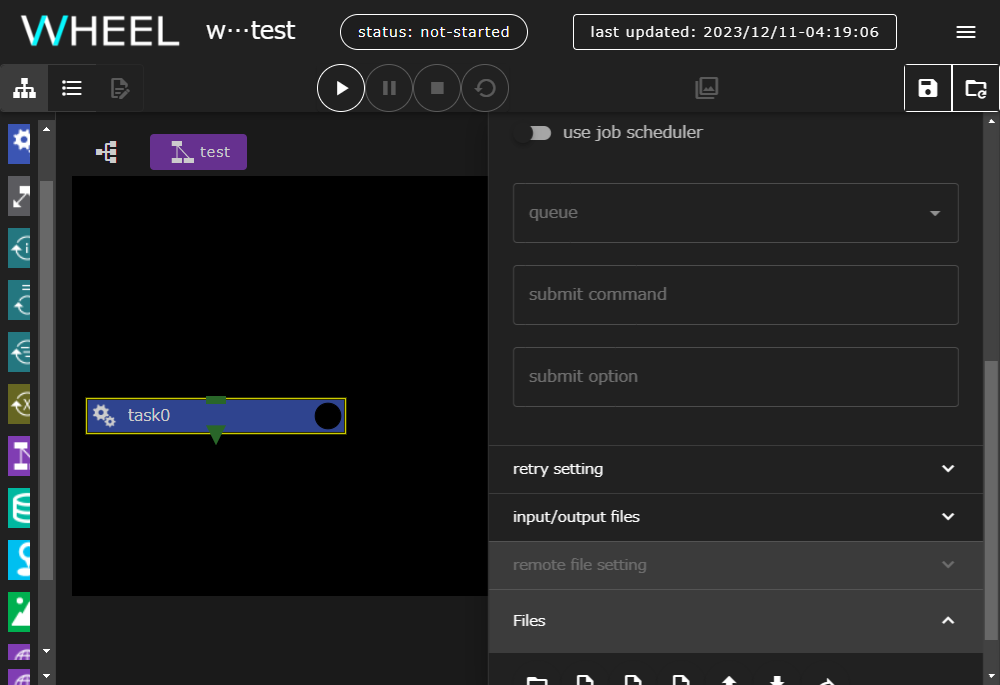 WHEEL
w…test
status: not-started
last updated: 2023/12/11-04:19:06
test
use job scheduler
queue
submit command
submit option
task0
retry setting
input/output files
remote file setting
Files